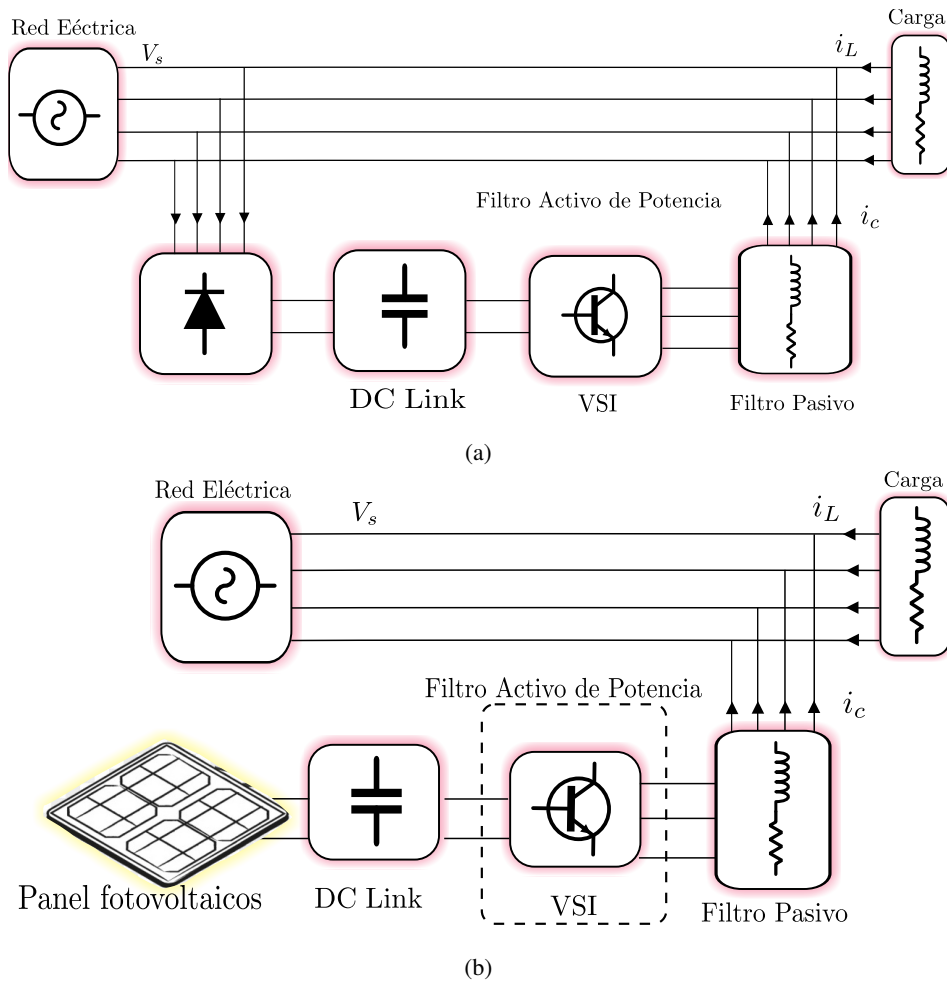 Red Eéctrica
Carga
V_s
i_L
Filtro Activo de Potencia
i_c
DC Link
VSI
Filtro Pasivo
(a)
Red Eléctrica
Carga
V_s
i_L
Filtro Activo de Potencia
i_c
Panel fotovoltaicos
DC Link
VSI
Filtro Pasivo
(b)